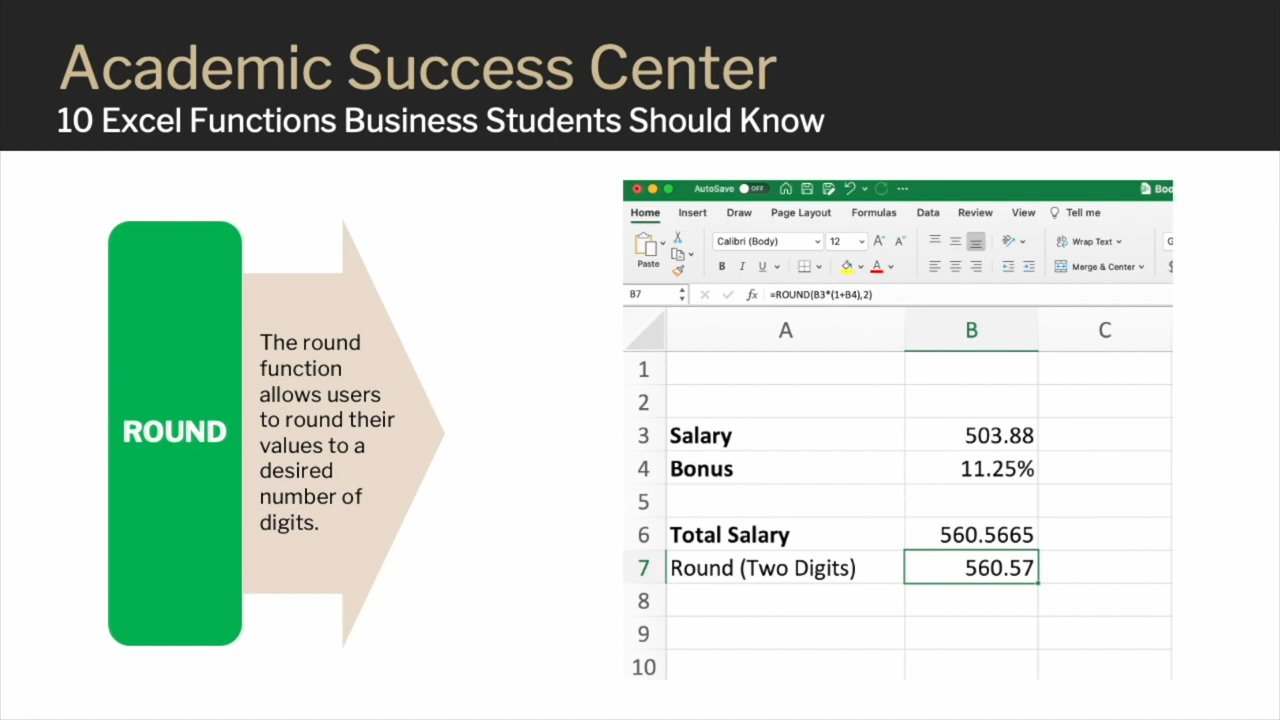 Academic Success Center
10 Excel Functions Business Students Should Know
ROUND
The round
function
allows users
to round their
values to a
desired
number of
digits.
AutoSave OFF
Home Insert Draw Page Layout Formulas Data Review View Tell me
Paste
Calibri (Body) 12 A A Wrap Text
B I U A Merge & Center
B7 fx =ROUND(B3*(1+B4),2)
A B C
1
2
3 Salary 503.88
4 Bonus 11.25%
5
6 Total Salary 560.5665
7 Round (Two Digits) 560.57
8
9
10